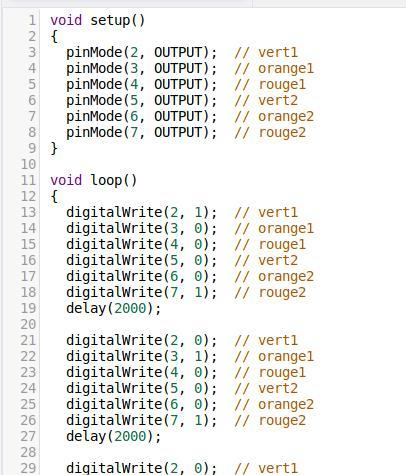 1 void setup()
2 {
3 pinMode(2, OUTPUT); // vert1
4 pinMode(3, OUTPUT); // orange1
5 pinMode(4, OUTPUT); // rouge1
6 pinMode(5, OUTPUT); // vert2
7 pinMode(6, OUTPUT); // orange2
8 pinMode(7, OUTPUT); // rouge2
9 }
10
11 void loop()
12 {
13 digitalWrite(2, 1); // vert1
14 digitalWrite(3, 0); // orange1
15 digitalWrite(4, 0); // rouge1
16 digitalWrite(5, 0); // vert2
17 digitalWrite(6, 0); // orange2
18 digitalWrite(7, 1); // rouge2
19 delay(2000);
20
21 digitalWrite(2, 0); // vert1
22 digitalWrite(3, 1); // orange1
23 digitalWrite(4, 0); // rouge1
24 digitalWrite(5, 0); // vert2
25 digitalWrite(6, 0); // orange2
26 digitalWrite(7, 1); // rouge2
27 delay(2000);
28
29 digitalWrite(2, 0); // vert1